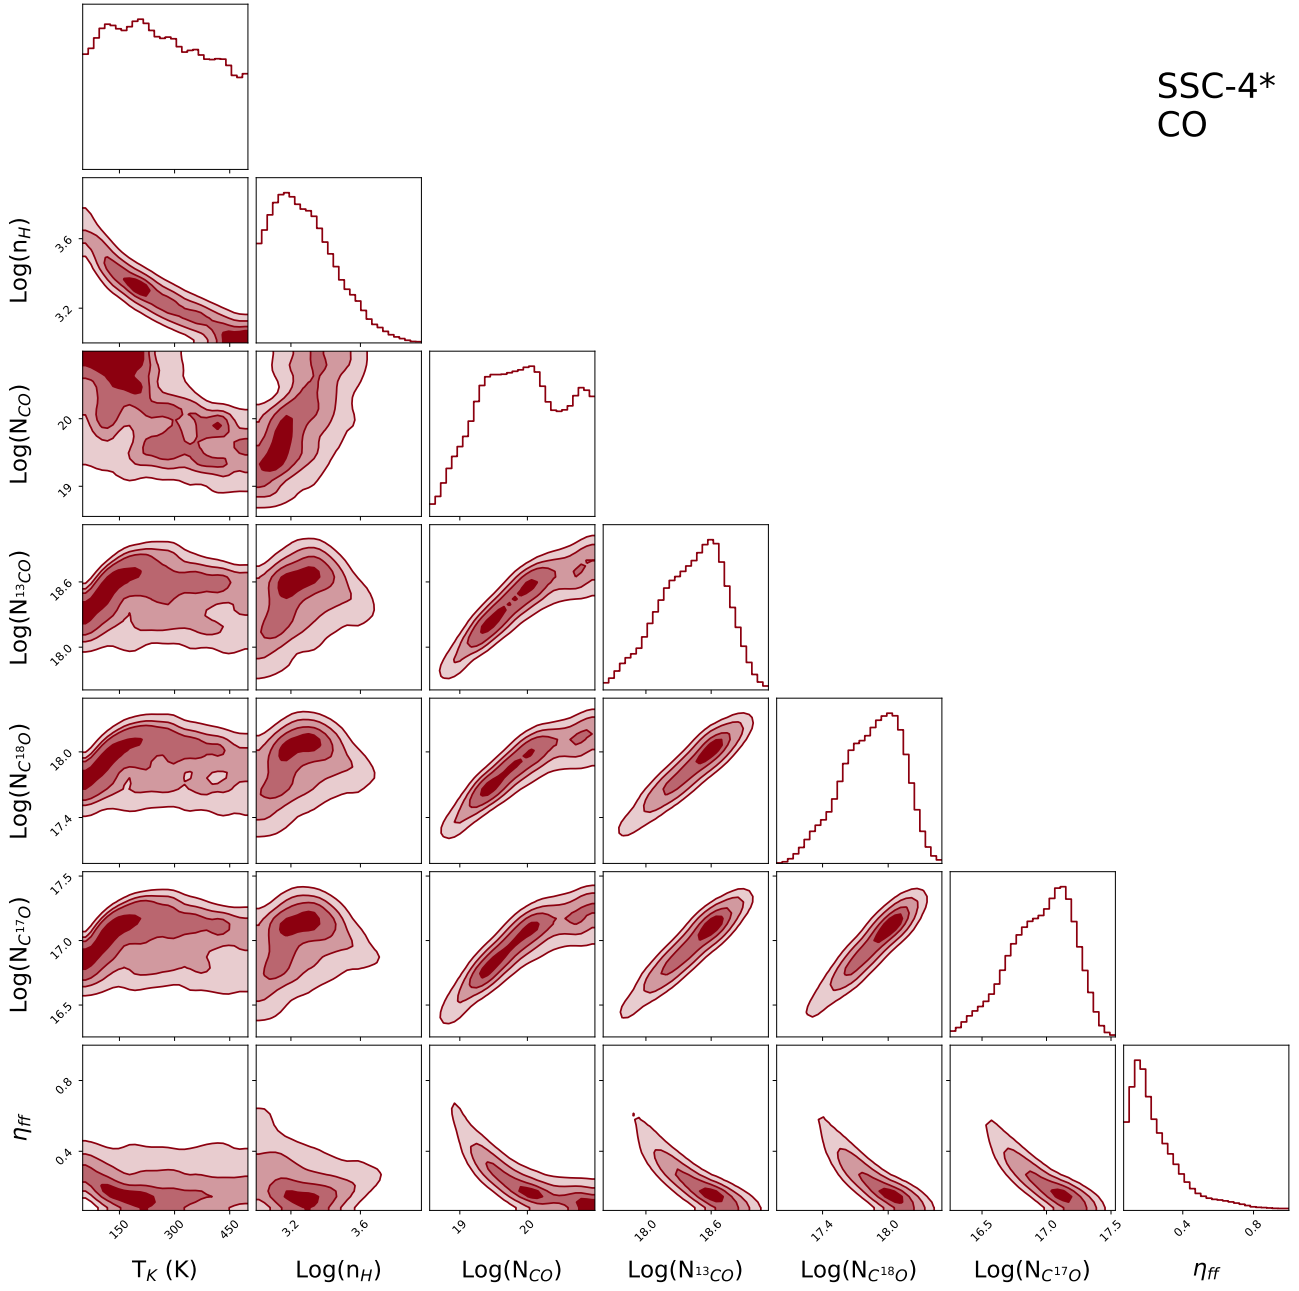 SSC-4*
CO
Log(n_H)
3.6
3.2
Log(N_CO)
20
19
Log(N_¹³CO)
18.6
18.0
Log(N_C¹⁸O)
18.0
17.4
Log(N_C¹⁷O)
17.5
17.0
16.5
η_ff
0.8
0.4
150 300 450
3.2 3.6
19 20
18.0 18.6
17.4 18.0
16.5 17.0 17.5
0.4 0.8
T_K (K)
Log(n_H)
Log(N_CO)
Log(N_¹³CO)
Log(N_C¹⁸O)
Log(N_C¹⁷O)
η_ff